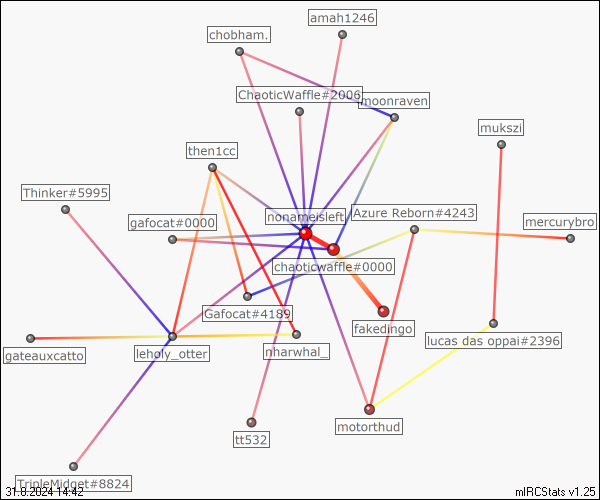 amah1246
chobham.
ChaoticWaffle#2006
moonraven
mukszi
then1cc
Thinker#5995
gafocat#0000
nonameisleft
Azure Reborn#4243
mercurybro
chaoticwaffle#0000
Gafocat#4189
fakedingo
lucas das oppai#2396
gateauxcatto
leholy_otter
nharwhal_
motorthud
tt532
TripleMidget#8824
31.8.2024 14:42
mIRCStats v1.25